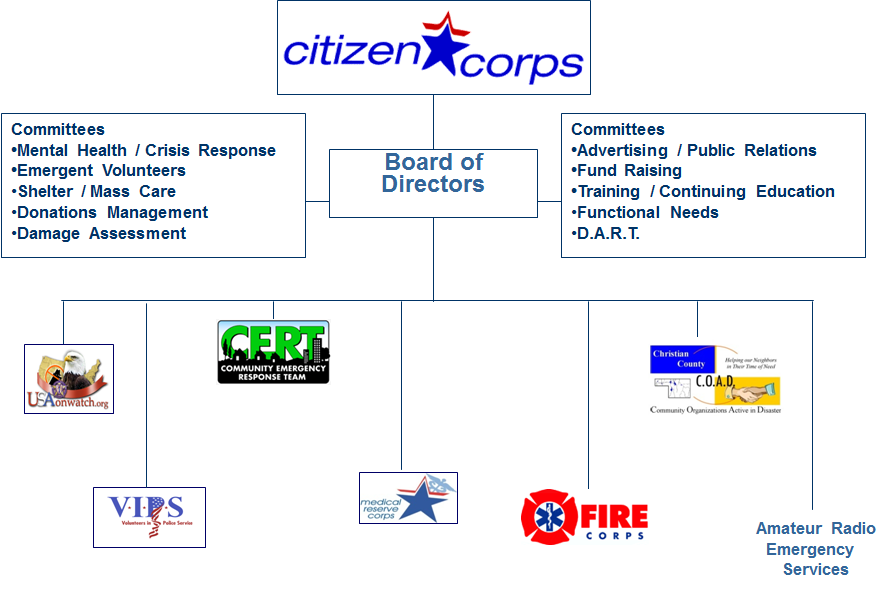 citizen corps
Committees
•Mental Health / Crisis Response
•Emergent Volunteers
•Shelter / Mass Care
•Donations Management
•Damage Assessment
Board of
Directors
Committees
•Advertising / Public Relations
•Fund Raising
•Training / Continuing Education
•Functional Needs
•D.A.R.T.
USAonwatch.org
CERT
COMMUNITY EMERGENCY
RESPONSE TEAM
Christian
County
Helping our Neighbors
in Their Time of Need
C.O.A.D.
Community Organizations Active in Disaster
V·I·P·S
Volunteers in Police Service
medical
reserve
corps
FIRE
CORPS
Amateur Radio
Emergency
Services